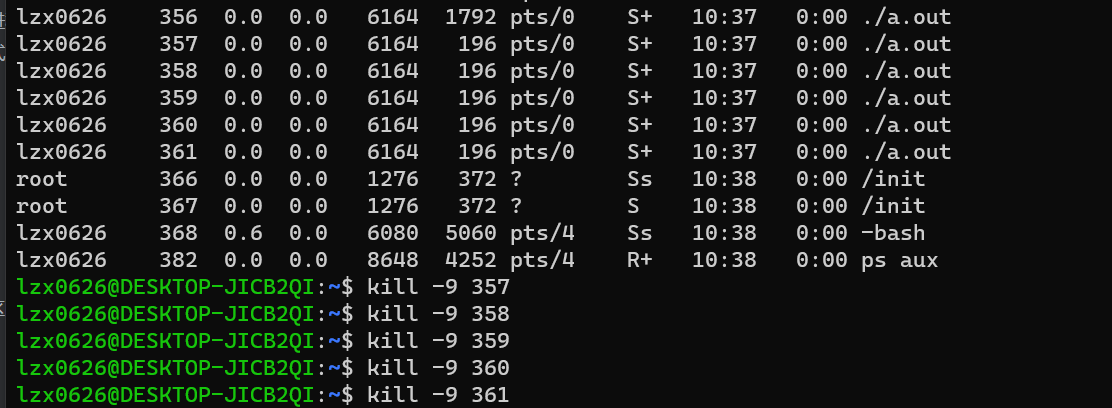 lzx0626 356 0.0 0.0 6164 1792 pts/0 S+ 10:37 0:00 ./a.out
lzx0626 357 0.0 0.0 6164 196 pts/0 S+ 10:37 0:00 ./a.out
lzx0626 358 0.0 0.0 6164 196 pts/0 S+ 10:37 0:00 ./a.out
lzx0626 359 0.0 0.0 6164 196 pts/0 S+ 10:37 0:00 ./a.out
lzx0626 360 0.0 0.0 6164 196 pts/0 S+ 10:37 0:00 ./a.out
lzx0626 361 0.0 0.0 6164 196 pts/0 S+ 10:37 0:00 ./a.out
root 366 0.0 0.0 1276 372 ? Ss 10:38 0:00 /init
root 367 0.0 0.0 1276 372 ? S 10:38 0:00 /init
lzx0626 368 0.6 0.0 6080 5060 pts/4 Ss 10:38 0:00 -bash
lzx0626 382 0.0 0.0 8648 4252 pts/4 R+ 10:38 0:00 ps aux
lzx0626@DESKTOP-JICB2QI:~$ kill -9 357
lzx0626@DESKTOP-JICB2QI:~$ kill -9 358
lzx0626@DESKTOP-JICB2QI:~$ kill -9 359
lzx0626@DESKTOP-JICB2QI:~$ kill -9 360
lzx0626@DESKTOP-JICB2QI:~$ kill -9 361